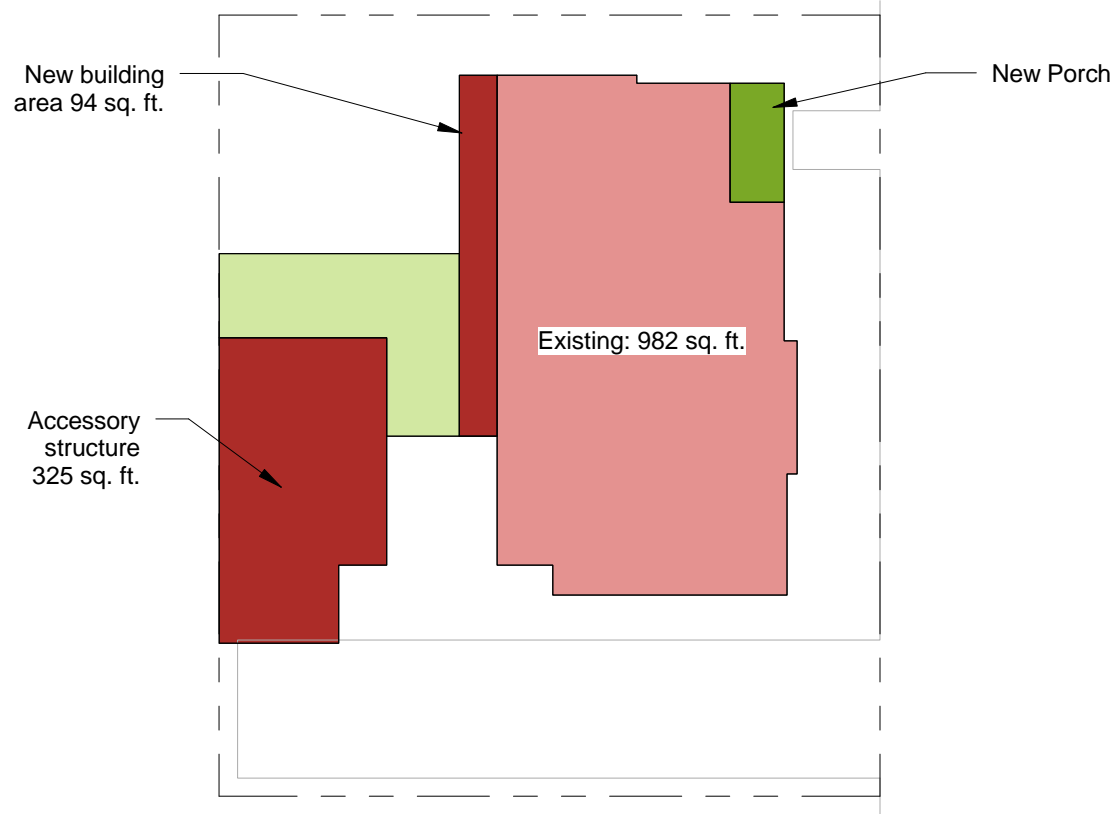 New building
area 94 sq. ft.
New Porch
Existing: 982 sq. ft.
Accessory
structure
325 sq. ft.